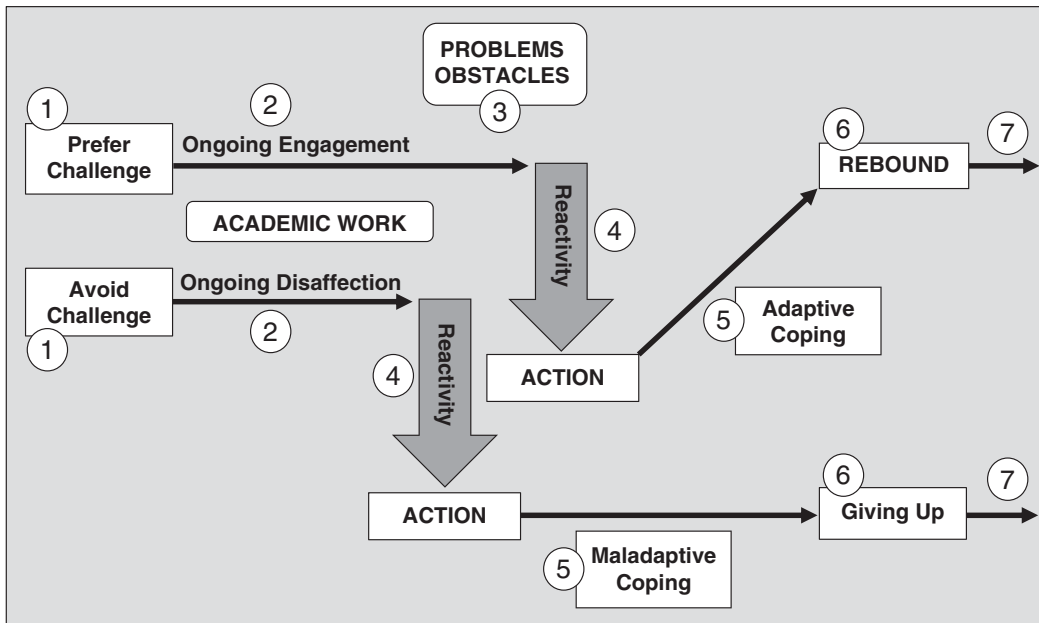 PROBLEMS
OBSTACLES
3
1
2
Prefer
Challenge
Ongoing Engagement
6
REBOUND
7
ACADEMIC WORK
Reactivity
4
Avoid
Challenge
1
Ongoing Disaffection
2
5
Adaptive
Coping
4
Reactivity
ACTION
ACTION
6
Giving Up
7
5
Maladaptive
Coping